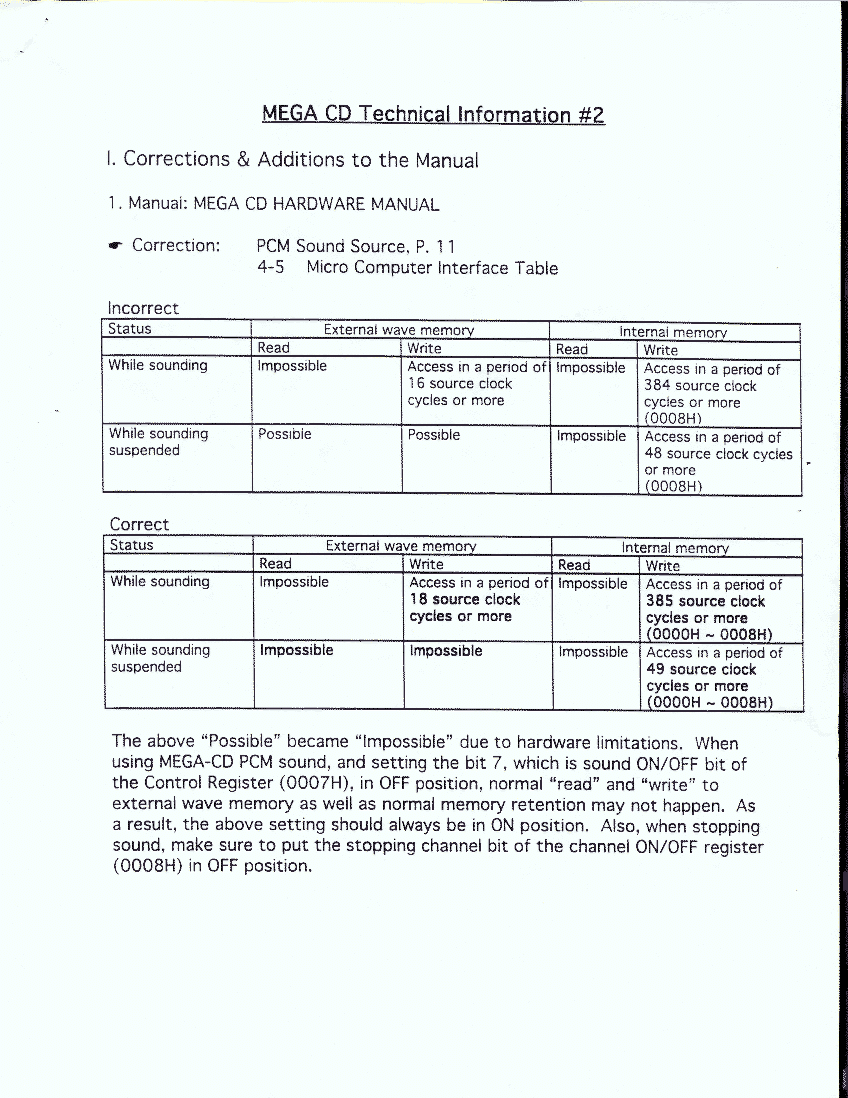 MEGA CD Technical Information #2
I. Corrections & Additions to the Manual
1. Manual: MEGA CD HARDWARE MANUAL
☛ Correction: PCM Sound Source, P. 11
4-5 Micro Computer Interface Table
Incorrect
Status External wave memory Internal memory
Read Write Read Write
While sounding Impossible Access in a period of Impossible Access in a period of
16 source clock 384 source clock
cycles or more cycles or more
(0008H)
While sounding Possible Possible Impossible Access in a period of
suspended 48 source clock cycles
or more
(0008H)
Correct
Status External wave memory Internal memory
Read Write Read Write
While sounding Impossible Access in a period of Impossible Access in a period of
18 source clock 385 source clock
cycles or more cycles or more
(0000H ~ 0008H)
While sounding Impossible Impossible Impossible Access in a period of
suspended 49 source clock
cycles or more
(0000H ~ 0008H)
The above “Possible” became “Impossible” due to hardware limitations. When
using MEGA-CD PCM sound, and setting the bit 7, which is sound ON/OFF bit of
the Control Register (0007H), in OFF position, normal “read” and “write” to
external wave memory as well as normal memory retention may not happen. As
a result, the above setting should always be in ON position. Also, when stopping
sound, make sure to put the stopping channel bit of the channel ON/OFF register
(0008H) in OFF position.